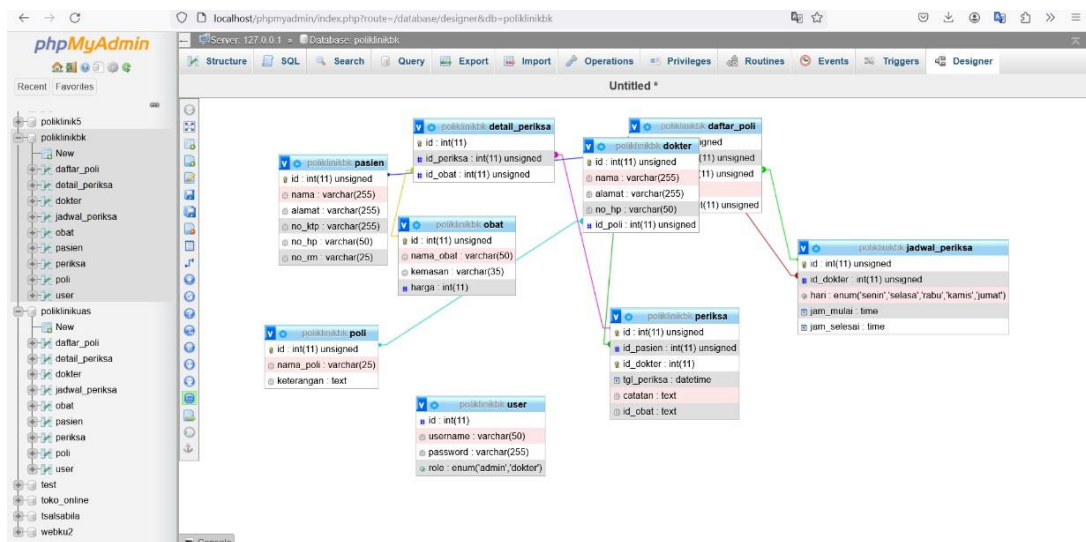 localhost/phpmyadmin/index.php?route=/database/designer&db=poliklinikbk
phpMyAdmin
Recent Favorites
poliklinik5
poliklinikbk
New
daftar_poli
detail_periksa
dokter
jadwal_periksa
obat
pasien
periksa
poli
user
poliklinikuas
New
daftar_poli
detail_periksa
dokter
jadwal_periksa
obat
pasien
periksa
poli
user
test
toko_online
tsalsabila
webku2
Server: 127.0.0.1 » Database: poliklinikbk
Structure SQL Search Query Export Import Operations Privileges Routines Events Triggers Designer
Untitled *
poliklinikbk pasien
id : int(11) unsigned
nama : varchar(255)
alamat : varchar(255)
no_ktp : varchar(255)
no_hp : varchar(50)
no_rm : varchar(25)
poliklinikbk detail_periksa
id : int(11)
id_periksa : int(11) unsigned
id_obat : int(11) unsigned
poliklinikbk obat
id : int(11) unsigned
nama_obat : varchar(50)
kemasan : varchar(35)
harga : int(11)
poliklinikbk poli
id : int(11) unsigned
nama_poli : varchar(25)
keterangan : text
poliklinikbk user
id : int(11)
username : varchar(50)
password : varchar(255)
role : enum('admin','dokter')
poliklinikbk daftar_poli
igned
(11) unsigned
11) unsigned
t(11) unsigned
poliklinikbk dokter
id : int(11) unsigned
nama : varchar(255)
alamat : varchar(255)
no_hp : varchar(50)
id_poli : int(11) unsigned
poliklinikbk periksa
id : int(11) unsigned
id_pasien : int(11) unsigned
id_dokter : int(11)
tgl_periksa : datetime
catatan : text
id_obat : text
poliklinikbk jadwal_periksa
id : int(11) unsigned
id_dokter : int(11) unsigned
hari : enum('senin','selasa','rabu','kamis','jumat')
jam_mulai : time
jam_selesai : time
Console